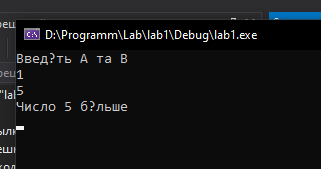 D:\Programm\Lab\lab1\Debug\lab1.exe
Введ?ть А та В
1
5
Число 5 б?льше